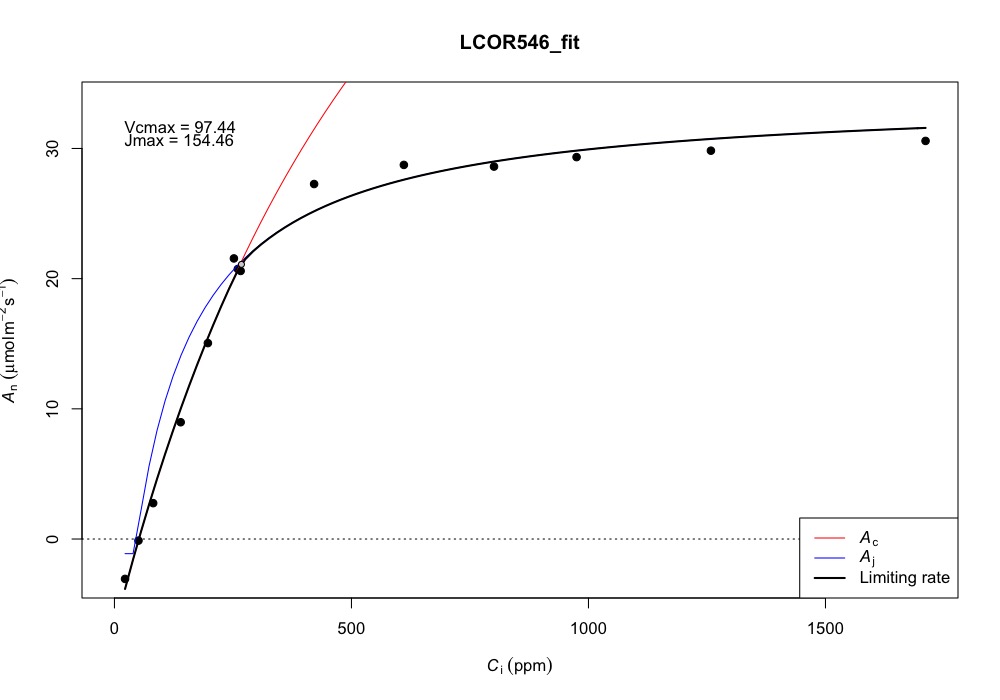 LCOR546_fit
Vcmax = 97.44
Jmax = 154.46
Aₙ (μmolm⁻²s⁻¹)
30
20
10
0
0 500 1000 1500
Cᵢ (ppm)
A꜀
Aⱼ
Limiting rate